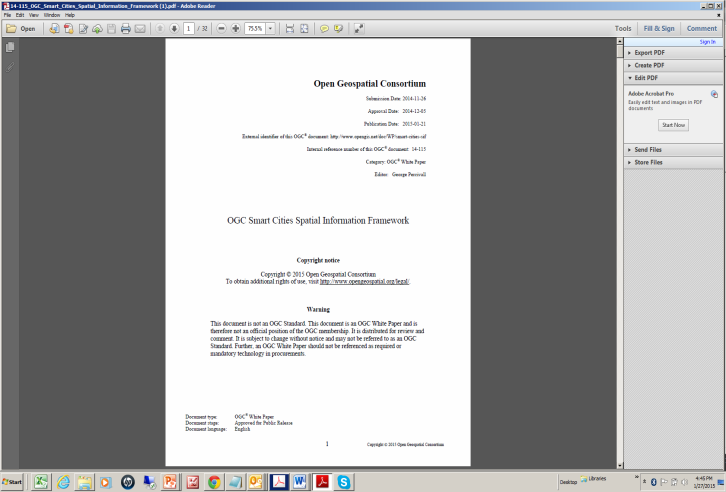 14-115_OGC_Smart_Cities_Spatial_Information_Framework (1).pdf - Adobe Reader
File Edit View Window Help
Open 1 / 32 75.5% Tools Fill & Sign Comment
Sign In
Export PDF
Create PDF
Edit PDF
Adobe Acrobat Pro
Easily edit text and images in PDF
documents
Start Now
Send Files
Store Files
Open Geospatial Consortium
Submission Date: 2014-11-26
Approval Date: 2014-12-05
Publication Date: 2015-01-21
External identifier of this OGC® document: http://www.opengis.net/doc/WP/smart-cities-sif
Internal reference number of this OGC® document: 14-115
Category: OGC® White Paper
Editor: George Percivall
OGC Smart Cities Spatial Information Framework
Copyright notice
Copyright © 2015 Open Geospatial Consortium
To obtain additional rights of use, visit http://www.opengeospatial.org/legal/.
Warning
This document is not an OGC Standard. This document is an OGC White Paper and is
therefore not an official position of the OGC membership. It is distributed for review and
comment. It is subject to change without notice and may not be referred to as an OGC
Standard. Further, an OGC White Paper should not be referenced as required or
mandatory technology in procurements.
Document type: OGC® White Paper
Document stage: Approved for Public Release
Document language: English
1 Copyright © 2015 Open Geospatial Consortium
Start Desktop Libraries 4:45 PM
1/27/2015